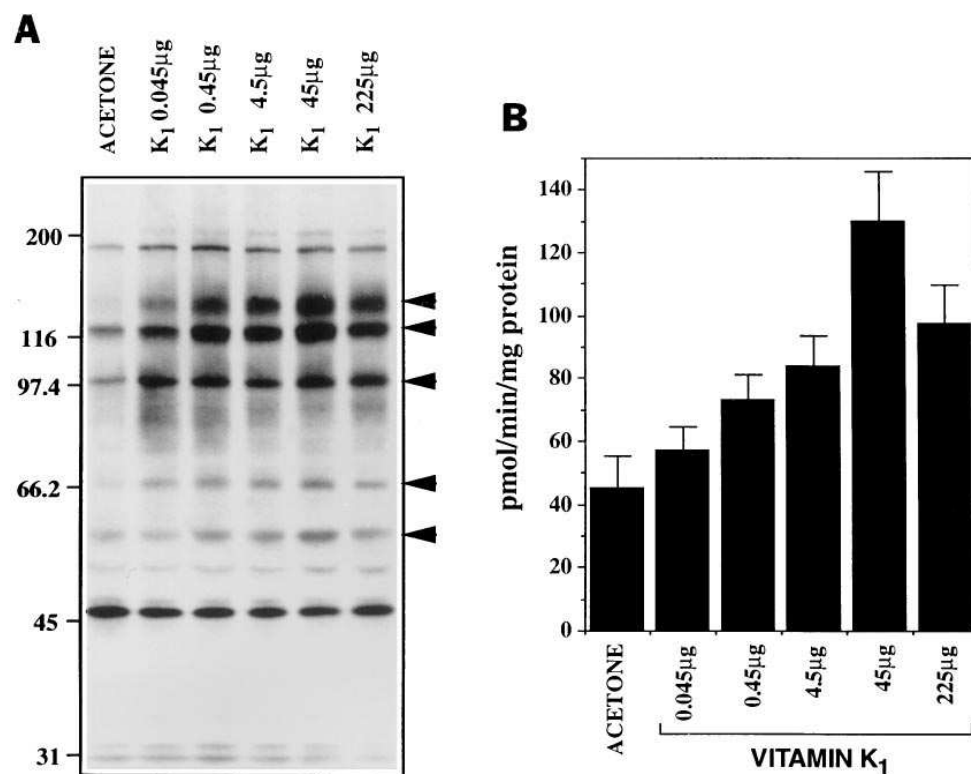 A
ACETONE
K1 0.045µg
K1 0.45µg
K1 4.5µg
K1 45µg
K1 225µg
200
116
97.4
66.2
45
31
B
pmol/min/mg protein
140
120
100
80
60
40
20
0
ACETONE
0.045µg
0.45µg
4.5µg
45µg
225µg
VITAMIN K1